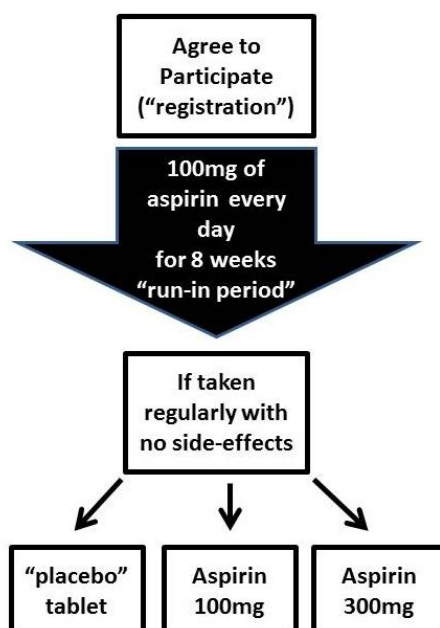 Agree to
Participate
(“registration”)
100mg of
aspirin every
day
for 8 weeks
“run-in period”
If taken
regularly with
no side-effects
“placebo”
tablet
Aspirin
100mg
Aspirin
300mg